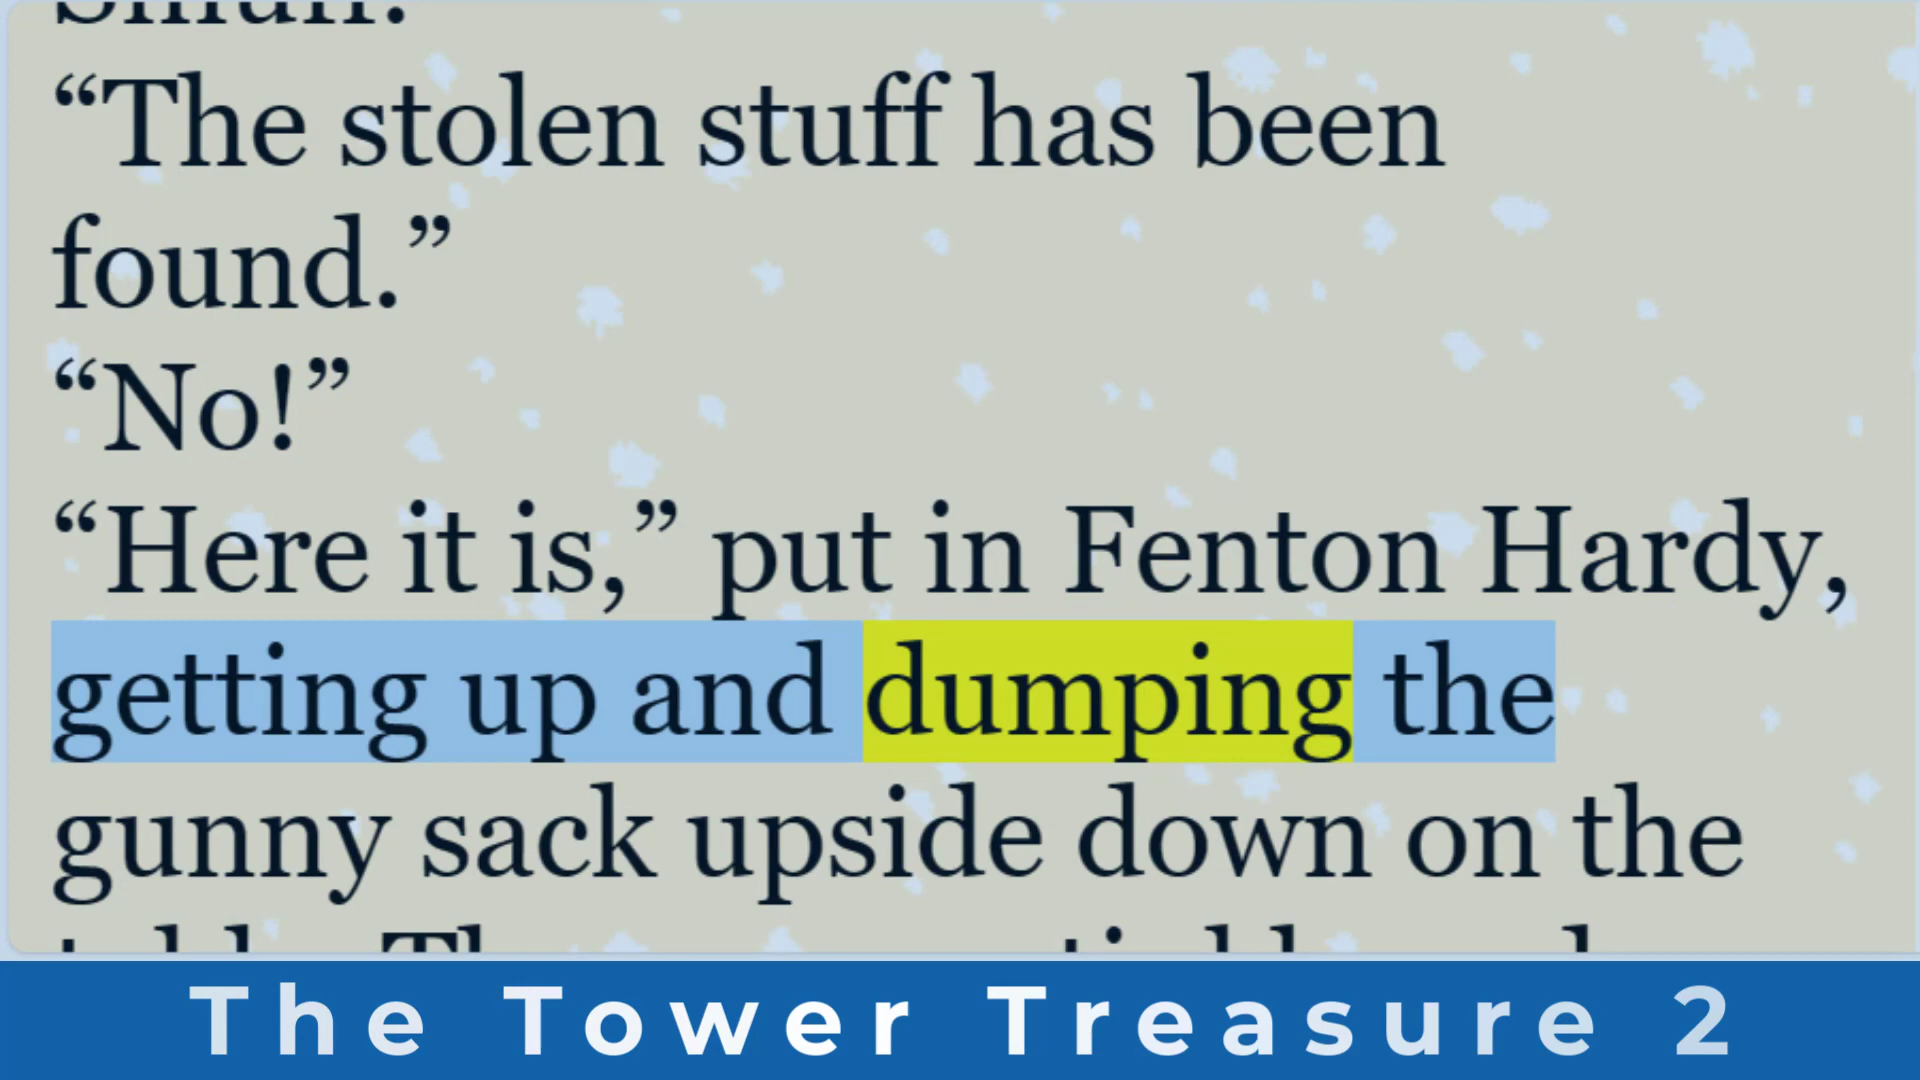 “The stolen stuff has been
found.”
“No!”
“Here it is,” put in Fenton Hardy,
getting up and dumping the
gunny sack upside down on the
The Tower Treasure 2